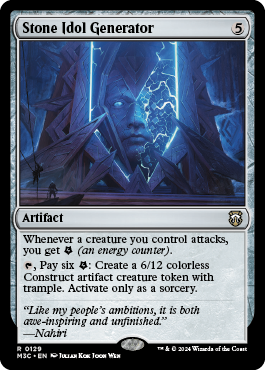 Stone Idol Generator 5
Artifact
Whenever a creature you control attacks,
you get (an energy counter).
, Pay six : Create a 6/12 colorless
Construct artifact creature token with
trample. Activate only as a sorcery.
“Like my people’s ambitions, it is both
awe-inspiring and unfinished.”
—Nahiri
R 0129
M3C • EN Julian Kok Joon Wen
™ & © 2024 Wizards of the Coast